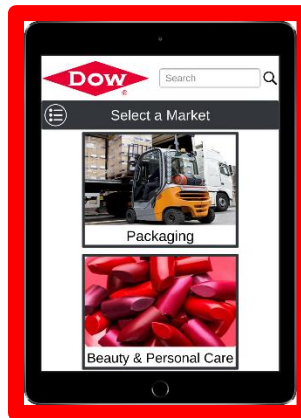 Dow
®
Search
Select a Market
Packaging
Beauty & Personal Care